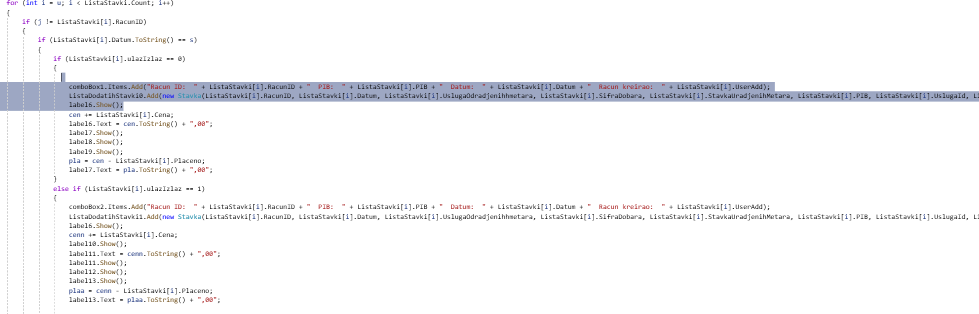 for (int i = u; i < ListaStavki.Count; i++)
{
if (j != ListaStavki[i].RacunID)
{
if (ListaStavki[i].Datum.ToString() == s)
{
if (ListaStavki[i].ulazIzlaz == 0)
{
comboBox1.Items.Add("Racun ID:  " + ListaStavki[i].RacunID + "  PIB:  " + ListaStavki[i].PIB + "  Datum:  " + ListaStavki[i].Datum + "  Racun kreirao:  " + ListaStavki[i].UserAdd);
ListaDodatihStavki0.Add(new Stavka(ListaStavki[i].RacunID, ListaStavki[i].Datum, ListaStavki[i].UslugaOdradjenihmetara, ListaStavki[i].SifraDobara, ListaStavki[i].StavkaUradjenihMetara, ListaStavki[i].PIB, ListaStavki[i].UslugaId, Li
label6.Show();
cen += ListaStavki[i].Cena;
label6.Text = cen.ToString() + ",00";
label7.Show();
label8.Show();
label9.Show();
pla = cen - ListaStavki[i].Placeno;
label7.Text = pla.ToString() + ",00";
}
else if (ListaStavki[i].ulazIzlaz == 1)
{
comboBox2.Items.Add("Racun ID:  " + ListaStavki[i].RacunID + "  PIB:  " + ListaStavki[i].PIB + "  Datum:  " + ListaStavki[i].Datum + "  Racun kreirao:  " + ListaStavki[i].UserAdd);
ListaDodatihStavki1.Add(new Stavka(ListaStavki[i].RacunID, ListaStavki[i].Datum, ListaStavki[i].UslugaOdradjenihmetara, ListaStavki[i].SifraDobara, ListaStavki[i].StavkaUradjenihMetara, ListaStavki[i].PIB, ListaStavki[i].UslugaId, Li
label6.Show();
cenn += ListaStavki[i].Cena;
label10.Show();
label11.Text = cenn.ToString() + ",00";
label11.Show();
label12.Show();
label13.Show();
plaa = cenn - ListaStavki[i].Placeno;
label13.Text = plaa.ToString() + ",00";